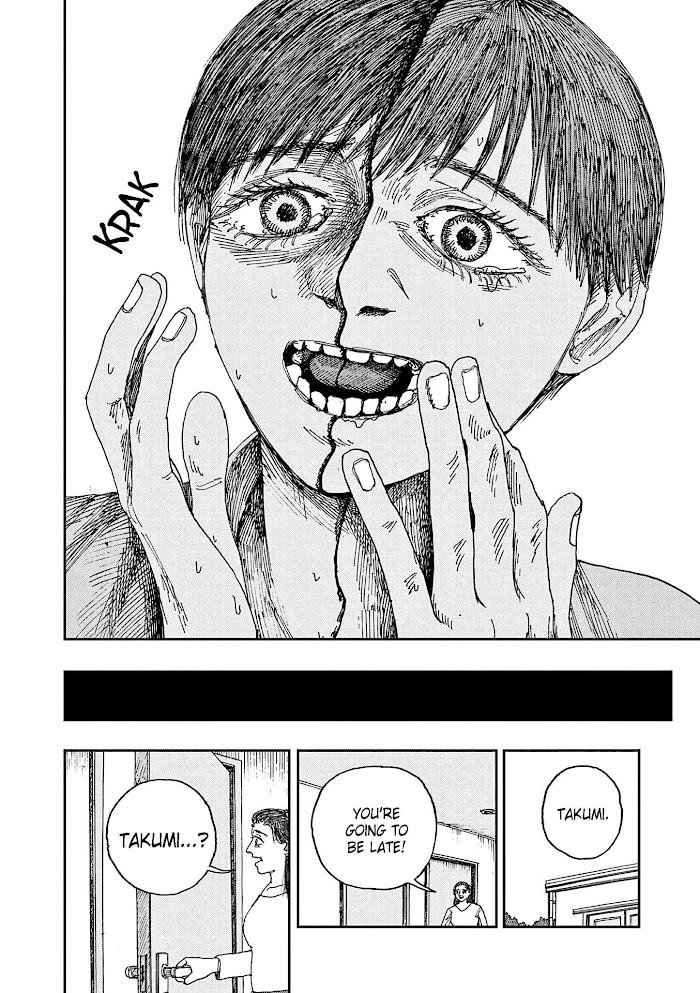 KRAK
TAKUMI.
YOU'RE
GOING TO
BE LATE!
TAKUMI...?